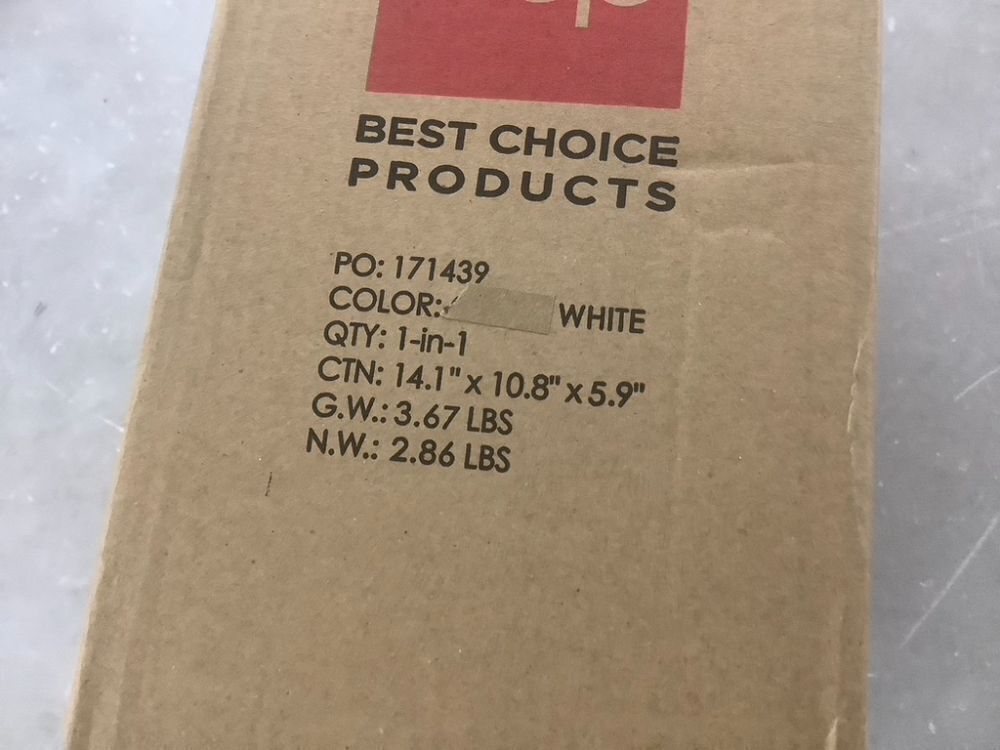 BEST CHOICE
PRODUCTS
PO: 171439
COLOR: WHITE
QTY: 1-in-1
CTN: 14.1" x 10.8" x 5.9"
G.W.: 3.67 LBS
N.W.: 2.86 LBS